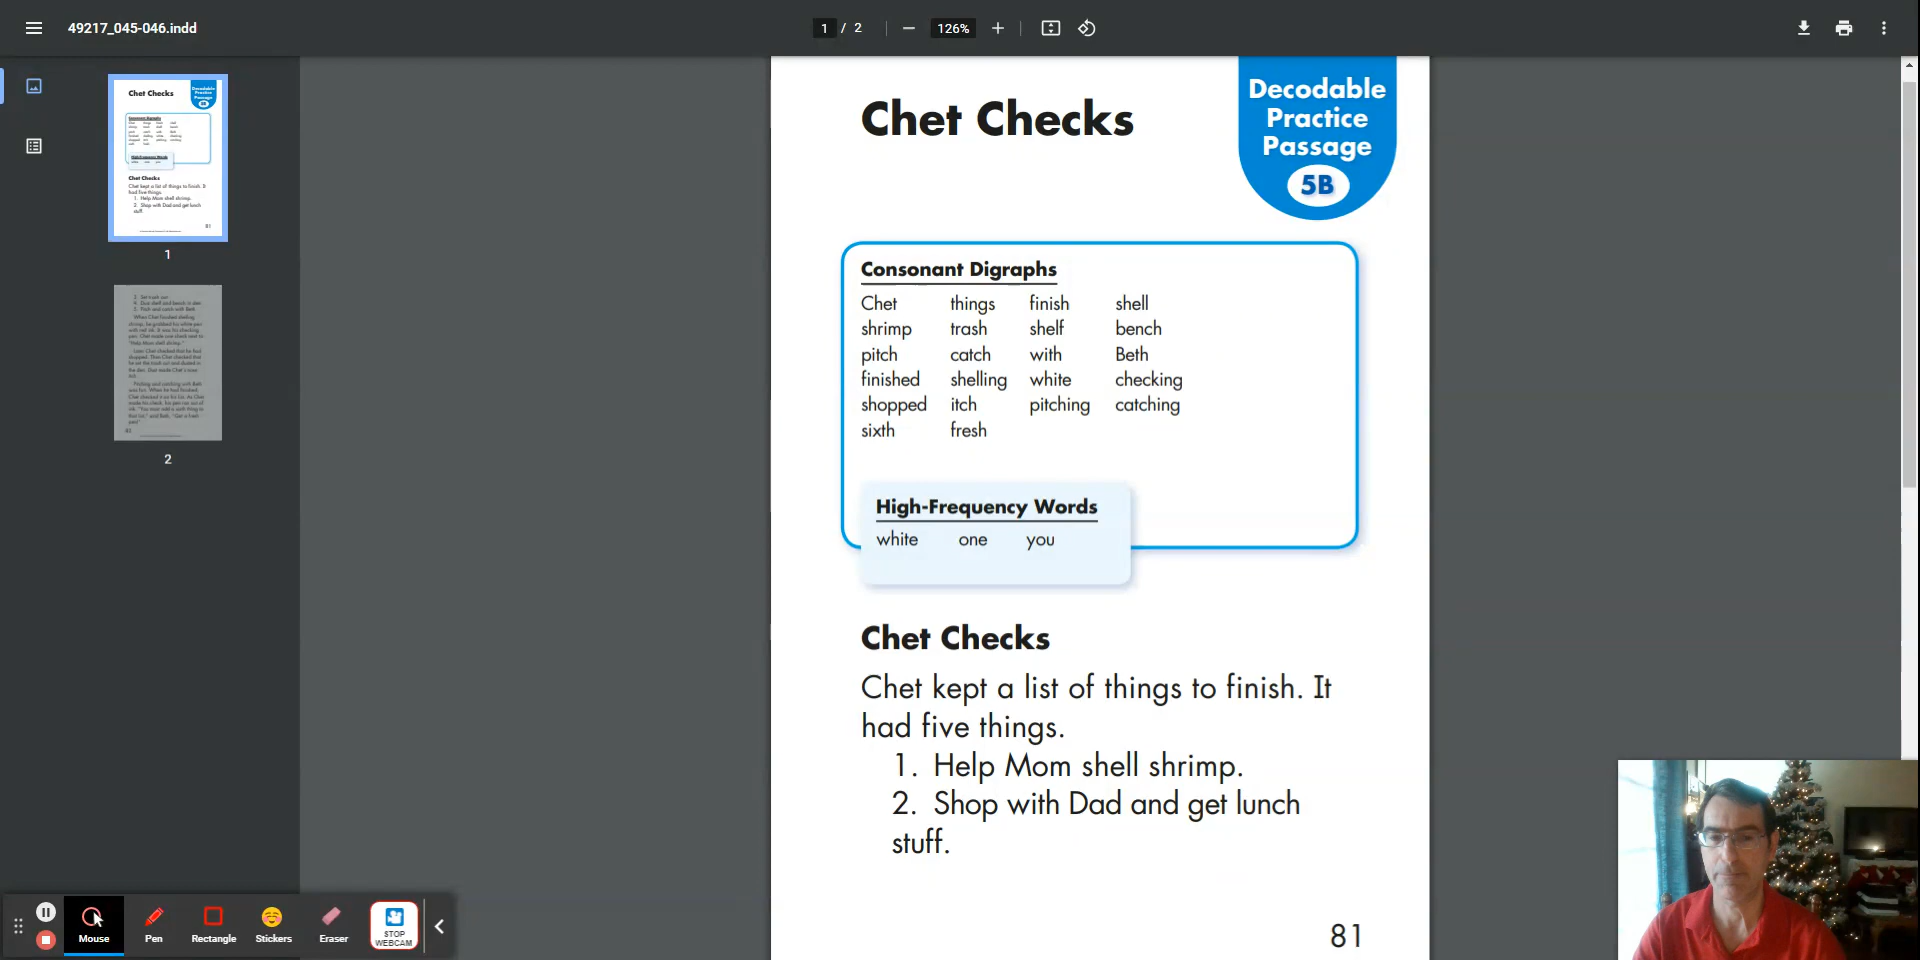 49217_045-046.indd
1 / 2
126%
Chet Checks
Decodable
Practice
Passage
5B
Consonant Digraphs
Chet things finish shell
shrimp trash shelf bench
pitch catch with Beth
finished shelling white checking
shopped itch pitching catching
sixth fresh
High-Frequency Words
white one you
Chet Checks
Chet kept a list of things to finish. It
had five things.
1. Help Mom shell shrimp.
2. Shop with Dad and get lunch
stuff.
81
1
2
Mouse
Pen
Rectangle
Stickers
Eraser
STOP
WEBCAM